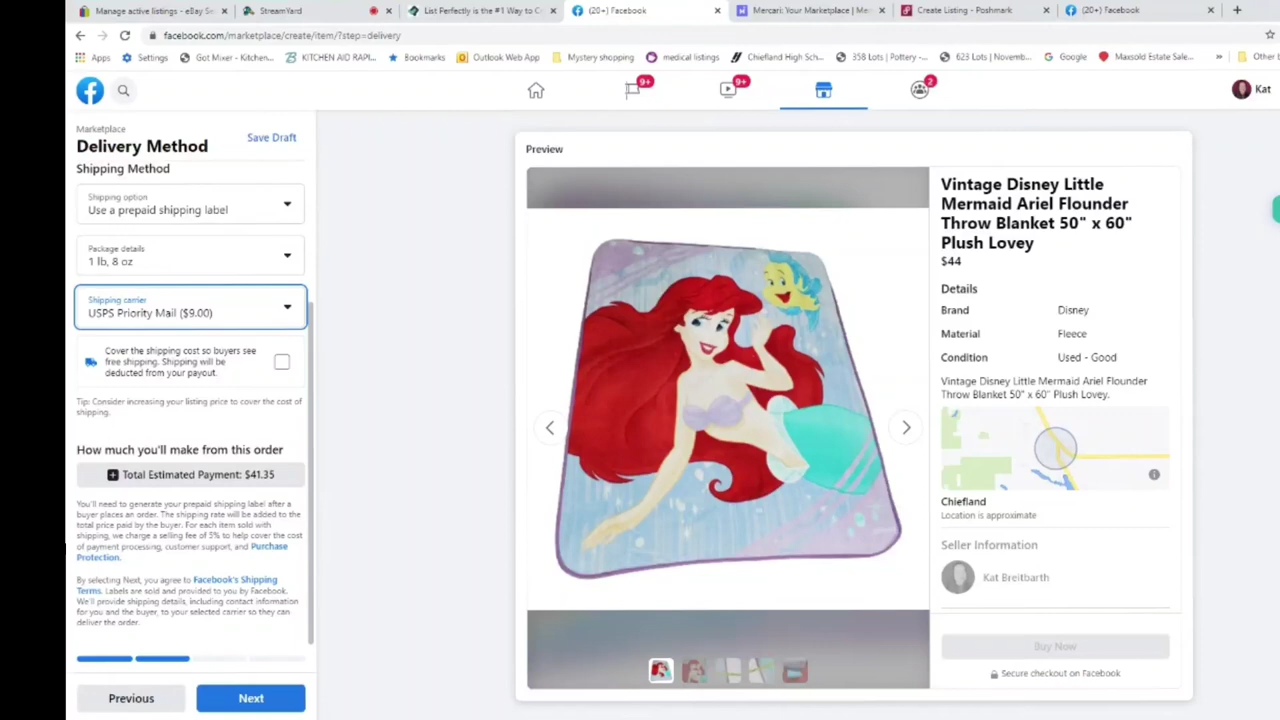 Manage active listings - eBay Se
StreamYard
List Perfectly is the #1 Way to C
(20+) Facebook
Mercari: Your Marketplace | Mer
Create Listing - Poshmark
(20+) Facebook
facebook.com/marketplace/create/item/?step=delivery
Apps
Settings
Got Mixer - Kitchen...
KITCHEN AID RAPI...
Bookmarks
Outlook Web App
Mystery shopping
medical listings
Chiefland High Sch...
358 Lots | Pottery -...
623 Lots | Novemb...
Google
Maxsold Estate Sale...
»
Other b
9+
9+
2
Kat
Marketplace
Delivery Method
Save Draft
Shipping Method
Shipping option
Use a prepaid shipping label
Package details
1 lb, 8 oz
Shipping carrier
USPS Priority Mail ($9.00)
Cover the shipping cost so buyers see
free shipping. Shipping will be
deducted from your payout.
Tip: Consider increasing your listing price to cover the cost of
shipping.
How much you'll make from this order
Total Estimated Payment: $41.35
You'll need to generate your prepaid shipping label after a
buyer places an order. The shipping rate will be added to the
total price paid by the buyer. For each item sold with
shipping, we charge a selling fee of 5% to help cover the cost
of payment processing, customer support, and Purchase
Protection.
By selecting Next, you agree to Facebook's Shipping
Terms. Labels are sold and provided to you by Facebook.
We'll provide shipping details, including contact information
for you and the buyer, to your selected carrier so they can
deliver the order.
Previous
Next
Preview
Vintage Disney Little
Mermaid Ariel Flounder
Throw Blanket 50" x 60"
Plush Lovey
$44
Details
Brand Disney
Material Fleece
Condition Used - Good
Vintage Disney Little Mermaid Ariel Flounder
Throw Blanket 50" x 60" Plush Lovey.
Chiefland
Location is approximate
Seller Information
Kat Breitbarth
Buy Now
Secure checkout on Facebook